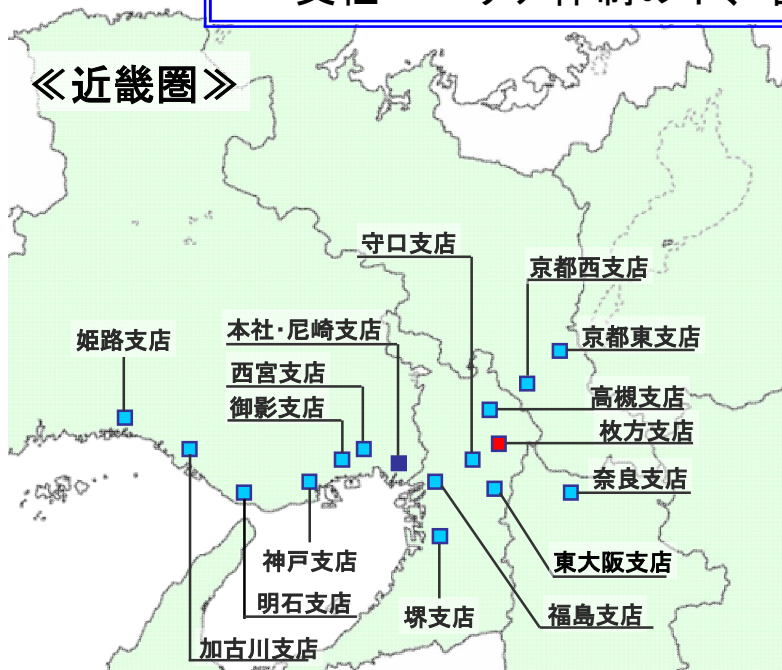 ≪近畿圏≫
守口支店
京都西支店
本社・尼崎支店
京都東支店
姫路支店
西宮支店
高槻支店
御影支店
枚方支店
奈良支店
神戸支店
東大阪支店
明石支店
堺支店
福島支店
加古川支店